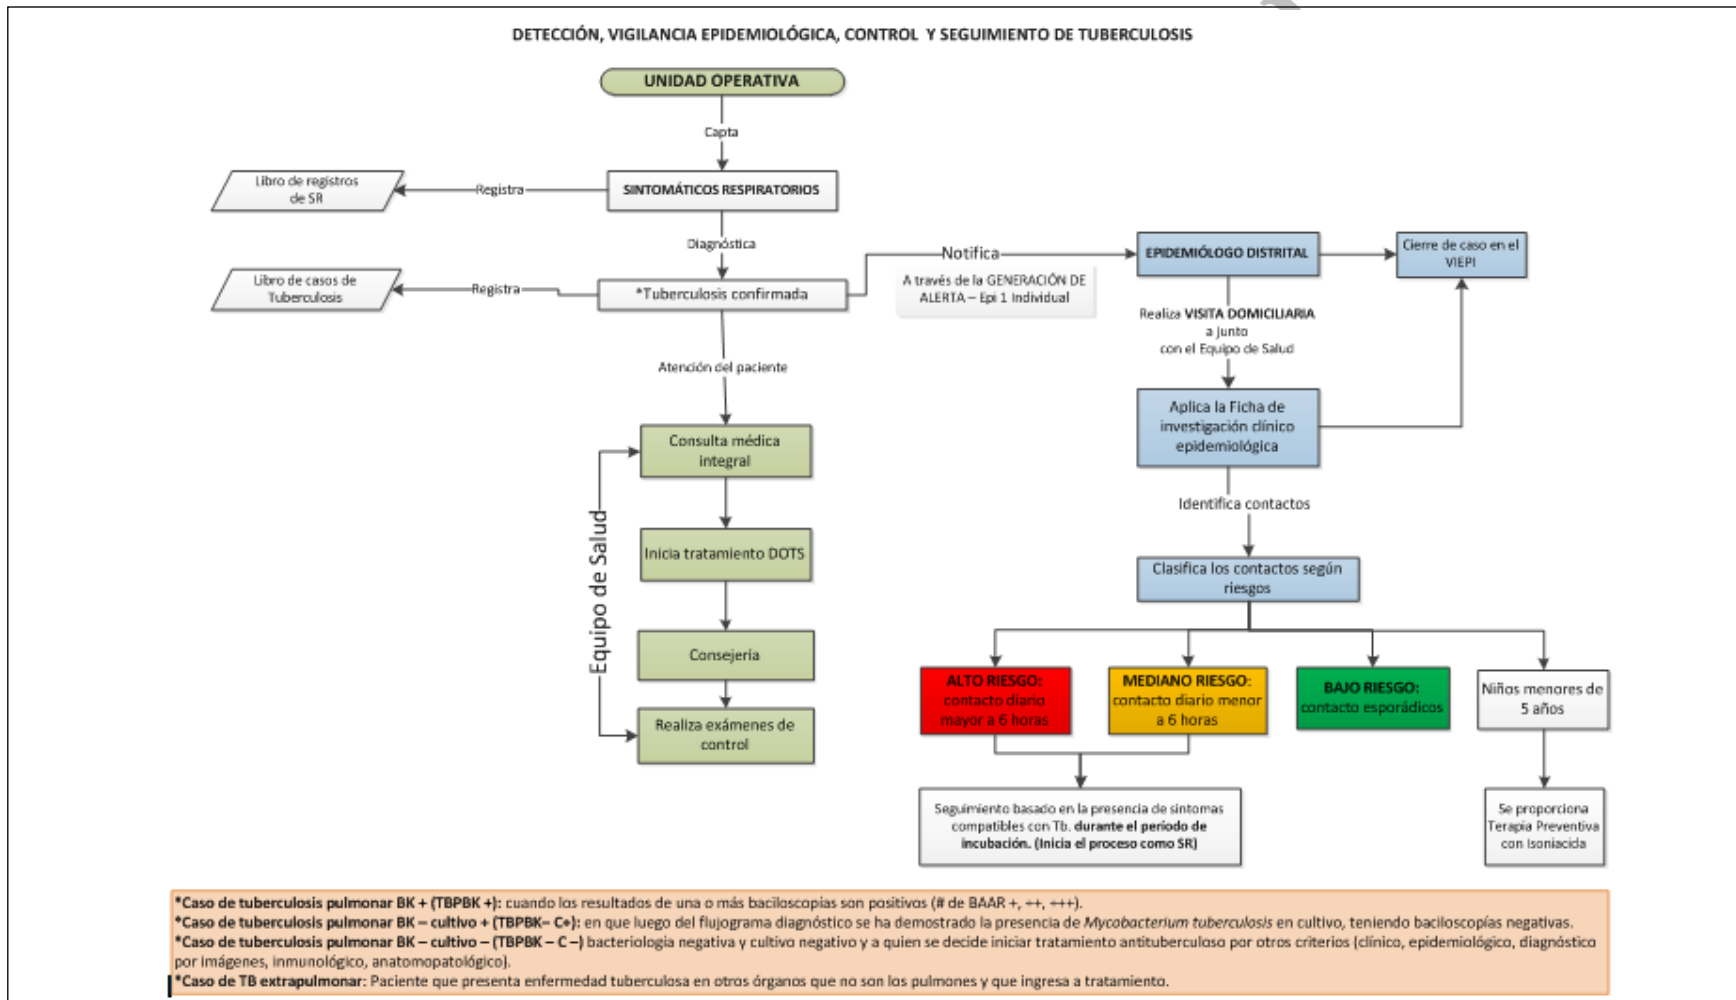 DETECCIÓN, VIGILANCIA EPIDEMIOLÓGICA, CONTROL Y SEGUIMIENTO DE TUBERCULOSIS
UNIDAD OPERATIVA
Capta
Libro de registros
de SR
Registra
SINTOMÁTICOS RESPIRATORIOS
Diagnóstica
Libro de casos de
Tuberculosis
Registra
*Tuberculosis confirmada
Notifica
A través de la GENERACIÓN DE
ALERTA – Epi 1 Individual
EPIDEMIÓLOGO DISTRITAL
Cierre de caso en el
VIEPI
Realiza VISITA DOMICILIARIA
a junto
con el Equipo de Salud
Atención del paciente
Aplica la Ficha de
investigación clínico
epidemiológica
Consulta médica
integral
Identifica contactos
Equipo de Salud
Inicia tratamiento DOTS
Clasifica los contactos según
riesgos
Consejería
Realiza exámenes de
control
ALTO RIESGO:
contacto diario
mayor a 6 horas
MEDIANO RIESGO:
contacto diario menor
a 6 horas
BAJO RIESGO:
contacto esporádicos
Niños menores de
5 años
Seguimiento basado en la presencia de sintomas
compatibles con Tb. durante el período de
incubación. (Inicia el proceso como SR)
Se proporciona
Terapia Preventiva
con Isoniacida
*Caso de tuberculosis pulmonar BK + (TBPBK +): cuando los resultados de una o más baciloscopias son positivos (# de BAAR +, ++, +++).
*Caso de tuberculosis pulmonar BK – cultivo + (TBPBK– C+): en que luego del flujograma diagnóstico se ha demostrado la presencia de Mycobacterium tuberculosis en cultivo, teniendo baciloscopías negativas.
*Caso de tuberculosis pulmonar BK – cultivo – (TBPBK – C –) bacteriologia negativa y cultivo negativo y a quien se decide iniciar tratamiento antituberculoso por otros criterios (clínico, epidemiológico, diagnóstico
por imágenes, inmunológico, anatomopatológico).
*Caso de TB extrapulmonar: Paciente que presenta enfermedad tuberculosa en otros órganos que no son los pulmones y que ingresa a tratamiento.